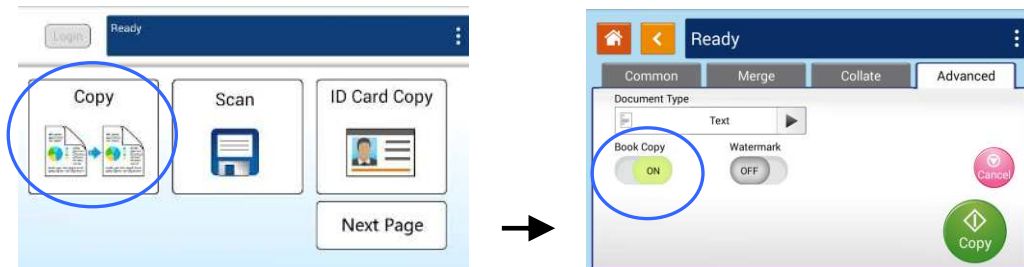 Login
Ready
Copy
Scan
ID Card Copy
Next Page
Ready
Common
Merge
Collate
Advanced
Document Type
Text
Book Copy
Watermark
ON
OFF
Cancel
Copy